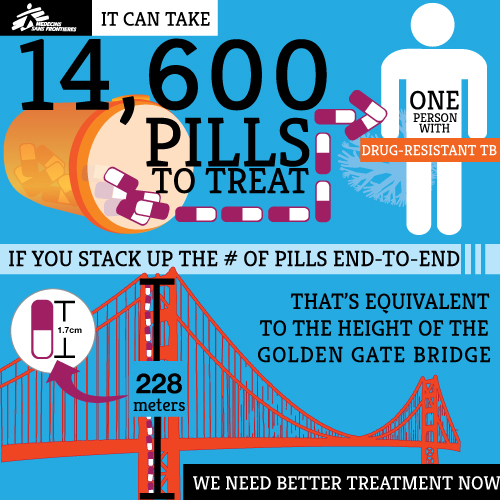 MEDECINS
SANS FRONTIERES
IT CAN TAKE
14,600
PILLS
TO TREAT
ONE
PERSON
WITH
DRUG-RESISTANT TB
IF YOU STACK UP THE # OF PILLS END-TO-END
THAT'S EQUIVALENT
TO THE HEIGHT OF THE
GOLDEN GATE BRIDGE
1.7cm
228
meters
WE NEED BETTER TREATMENT NOW